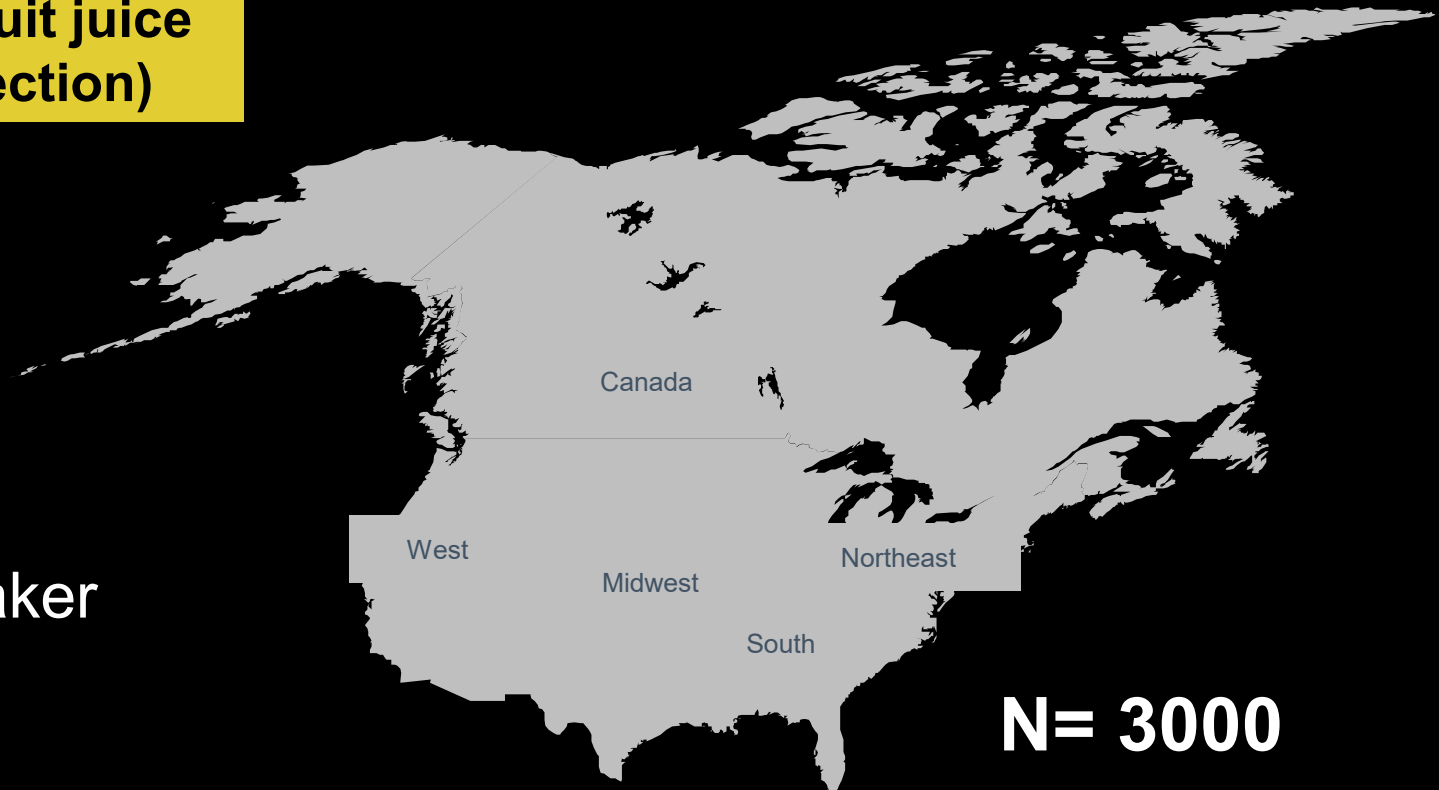 uit juice
ection)
Canada
West
Northeast
Midwest
South
aker
N= 3000